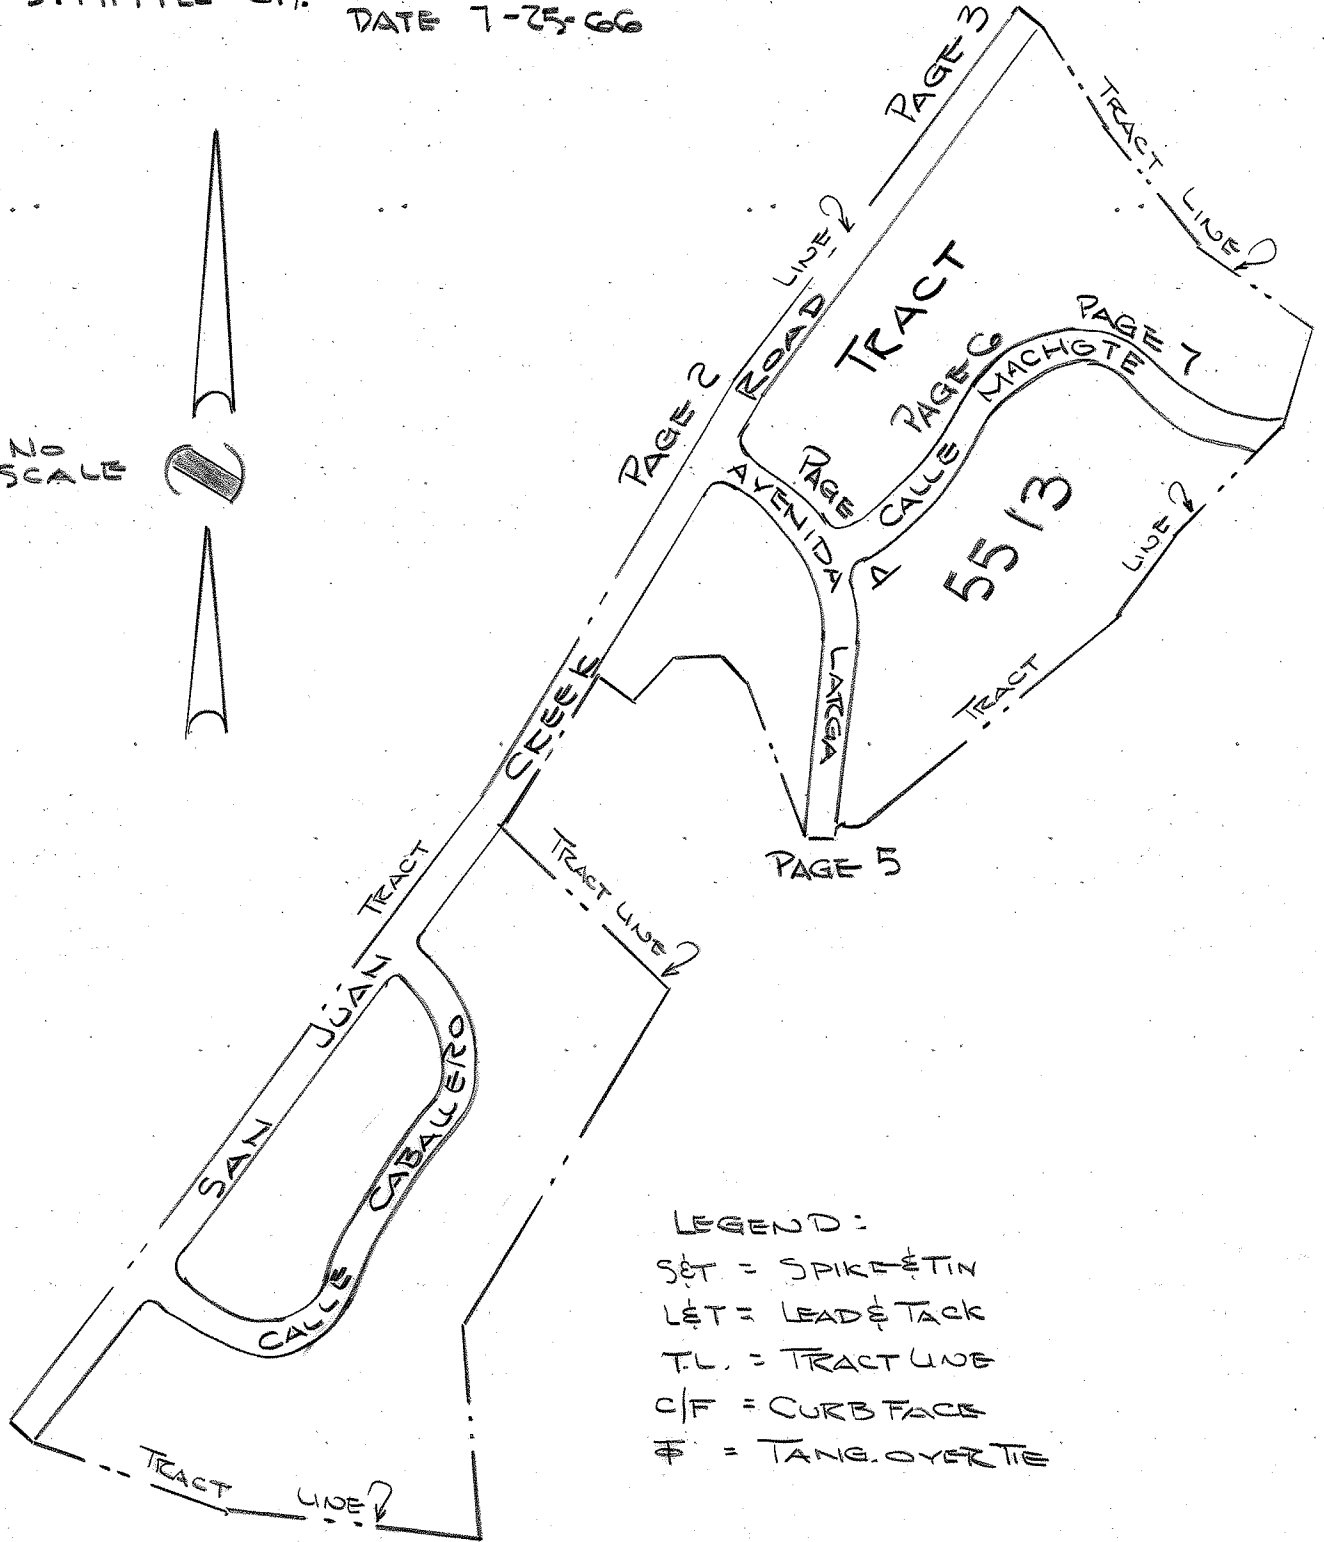 DATE 7-25-66
PAGE 3
TRACT LINE
LINE
ROAD
TRACT
PAGE 7
PAGE 6
MACHGTE
PAGE 2
NO
SCALE
AVENIDA
PAGE
4
CALLE
5513
LINE
CREEK
LARGA
TRACT
PAGE 5
TRACT
TRACT LINE
JUAN
CABALLERO
SAN
CALLE
LEGEND:
S&T = SPIKE & TIN
L&T = LEAD & TACK
T.L. = TRACT LINE
C/F = CURB FACE
= TANG. OVER TIE
TRACT LINE